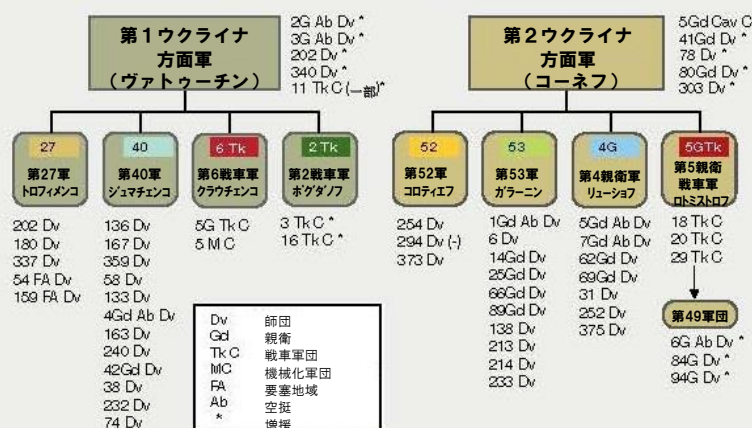 第1ウクライナ
方面軍
(ヴァトゥーチン)
2G Ab Dv *
3G Ab Dv *
202 Dv *
340 Dv *
11 Tk C (一部)*
第2ウクライナ
方面軍
(コーネフ)
5Gd Cav C
41Gd Dv *
78 Dv *
80Gd Dv *
303 Dv *
27
第27軍
トロフィメンコ
202 Dv
180 Dv
337 Dv
54 FA Dv
159 FA Dv
40
第40軍
ジュマチェンコ
136 Dv
167 Dv
359 Dv
58 Dv
133 Dv
4Gd Ab Dv
163 Dv
240 Dv
42Gd Dv
38 Dv
232 Dv
74 Dv
6 Tk
第6戦車軍
クラウチェンコ
5G Tk C
5 M C
2 Tk
第2戦車軍
ボグダノフ
3 Tk C *
16 Tk C *
52
第52軍
コロティエフ
254 Dv
294 Dv (-)
373 Dv
53
第53軍
ガラーニン
1Gd Ab Dv
6 Dv
14Gd Dv
25Gd Dv
66Gd Dv
89Gd Dv
138 Dv
213 Dv
214 Dv
233 Dv
4G
第4親衛軍
リューショフ
5Gd Ab Dv
7Gd Ab Dv
62Gd Dv
69Gd Dv
31 Dv
252 Dv
375 Dv
5GTk
第5親衛
戦車軍
ロトミストロフ
18 Tk C
20 Tk C
29 Tk C
第49軍団
6G Ab Dv *
84G Dv *
94G Dv *
Dv 師団
Gd 親衛
Tk C 戦車軍団
MC 機械化軍団
FA 要塞地域
Ab 空挺
* 増援